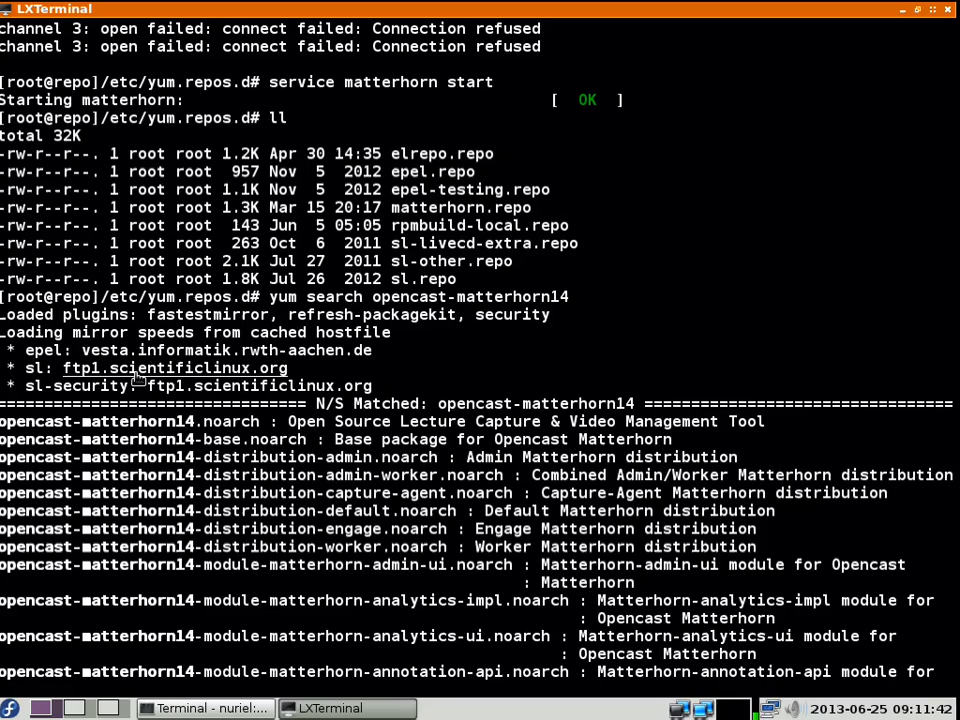 LXTerminal
channel 3: open failed: connect failed: Connection refused
channel 3: open failed: connect failed: Connection refused
[root@repo]/etc/yum.repos.d# service matterhorn start
Starting matterhorn: [ OK ]
[root@repo]/etc/yum.repos.d# ll
total 32K
-rw-r--r--. 1 root root 1.2K Apr 30 14:35 elrepo.repo
-rw-r--r--. 1 root root 957 Nov 5 2012 epel.repo
-rw-r--r--. 1 root root 1.1K Nov 5 2012 epel-testing.repo
-rw-r--r--. 1 root root 1.3K Mar 15 20:17 matterhorn.repo
-rw-r--r--. 1 root root 143 Jun 5 05:05 rpmbuild-local.repo
-rw-r--r--. 1 root root 263 Oct 6 2011 sl-livecd-extra.repo
-rw-r--r--. 1 root root 2.1K Jul 27 2011 sl-other.repo
-rw-r--r--. 1 root root 1.8K Jul 26 2012 sl.repo
[root@repo]/etc/yum.repos.d# yum search opencast-matterhorn14
Loaded plugins: fastestmirror, refresh-packagekit, security
Loading mirror speeds from cached hostfile
* epel: vesta.informatik.rwth-aachen.de
* sl: ftp1.scientificlinux.org
* sl-security: ftp1.scientificlinux.org
================================= N/S Matched: opencast-matterhorn14 =================================
opencast-matterhorn14.noarch : Open Source Lecture Capture & Video Management Tool
opencast-matterhorn14-base.noarch : Base package for Opencast Matterhorn
opencast-matterhorn14-distribution-admin.noarch : Admin Matterhorn distribution
opencast-matterhorn14-distribution-admin-worker.noarch : Combined Admin/Worker Matterhorn distribution
opencast-matterhorn14-distribution-capture-agent.noarch : Capture-Agent Matterhorn distribution
opencast-matterhorn14-distribution-default.noarch : Default Matterhorn distribution
opencast-matterhorn14-distribution-engage.noarch : Engage Matterhorn distribution
opencast-matterhorn14-distribution-worker.noarch : Worker Matterhorn distribution
opencast-matterhorn14-module-matterhorn-admin-ui.noarch : Matterhorn-admin-ui module for Opencast
: Matterhorn
opencast-matterhorn14-module-matterhorn-analytics-impl.noarch : Matterhorn-analytics-impl module for
: Opencast Matterhorn
opencast-matterhorn14-module-matterhorn-analytics-ui.noarch : Matterhorn-analytics-ui module for
: Opencast Matterhorn
opencast-matterhorn14-module-matterhorn-annotation-api.noarch : Matterhorn-annotation-api module for
Terminal - nuriel:... LXTerminal 2013-06-25 09:11:42